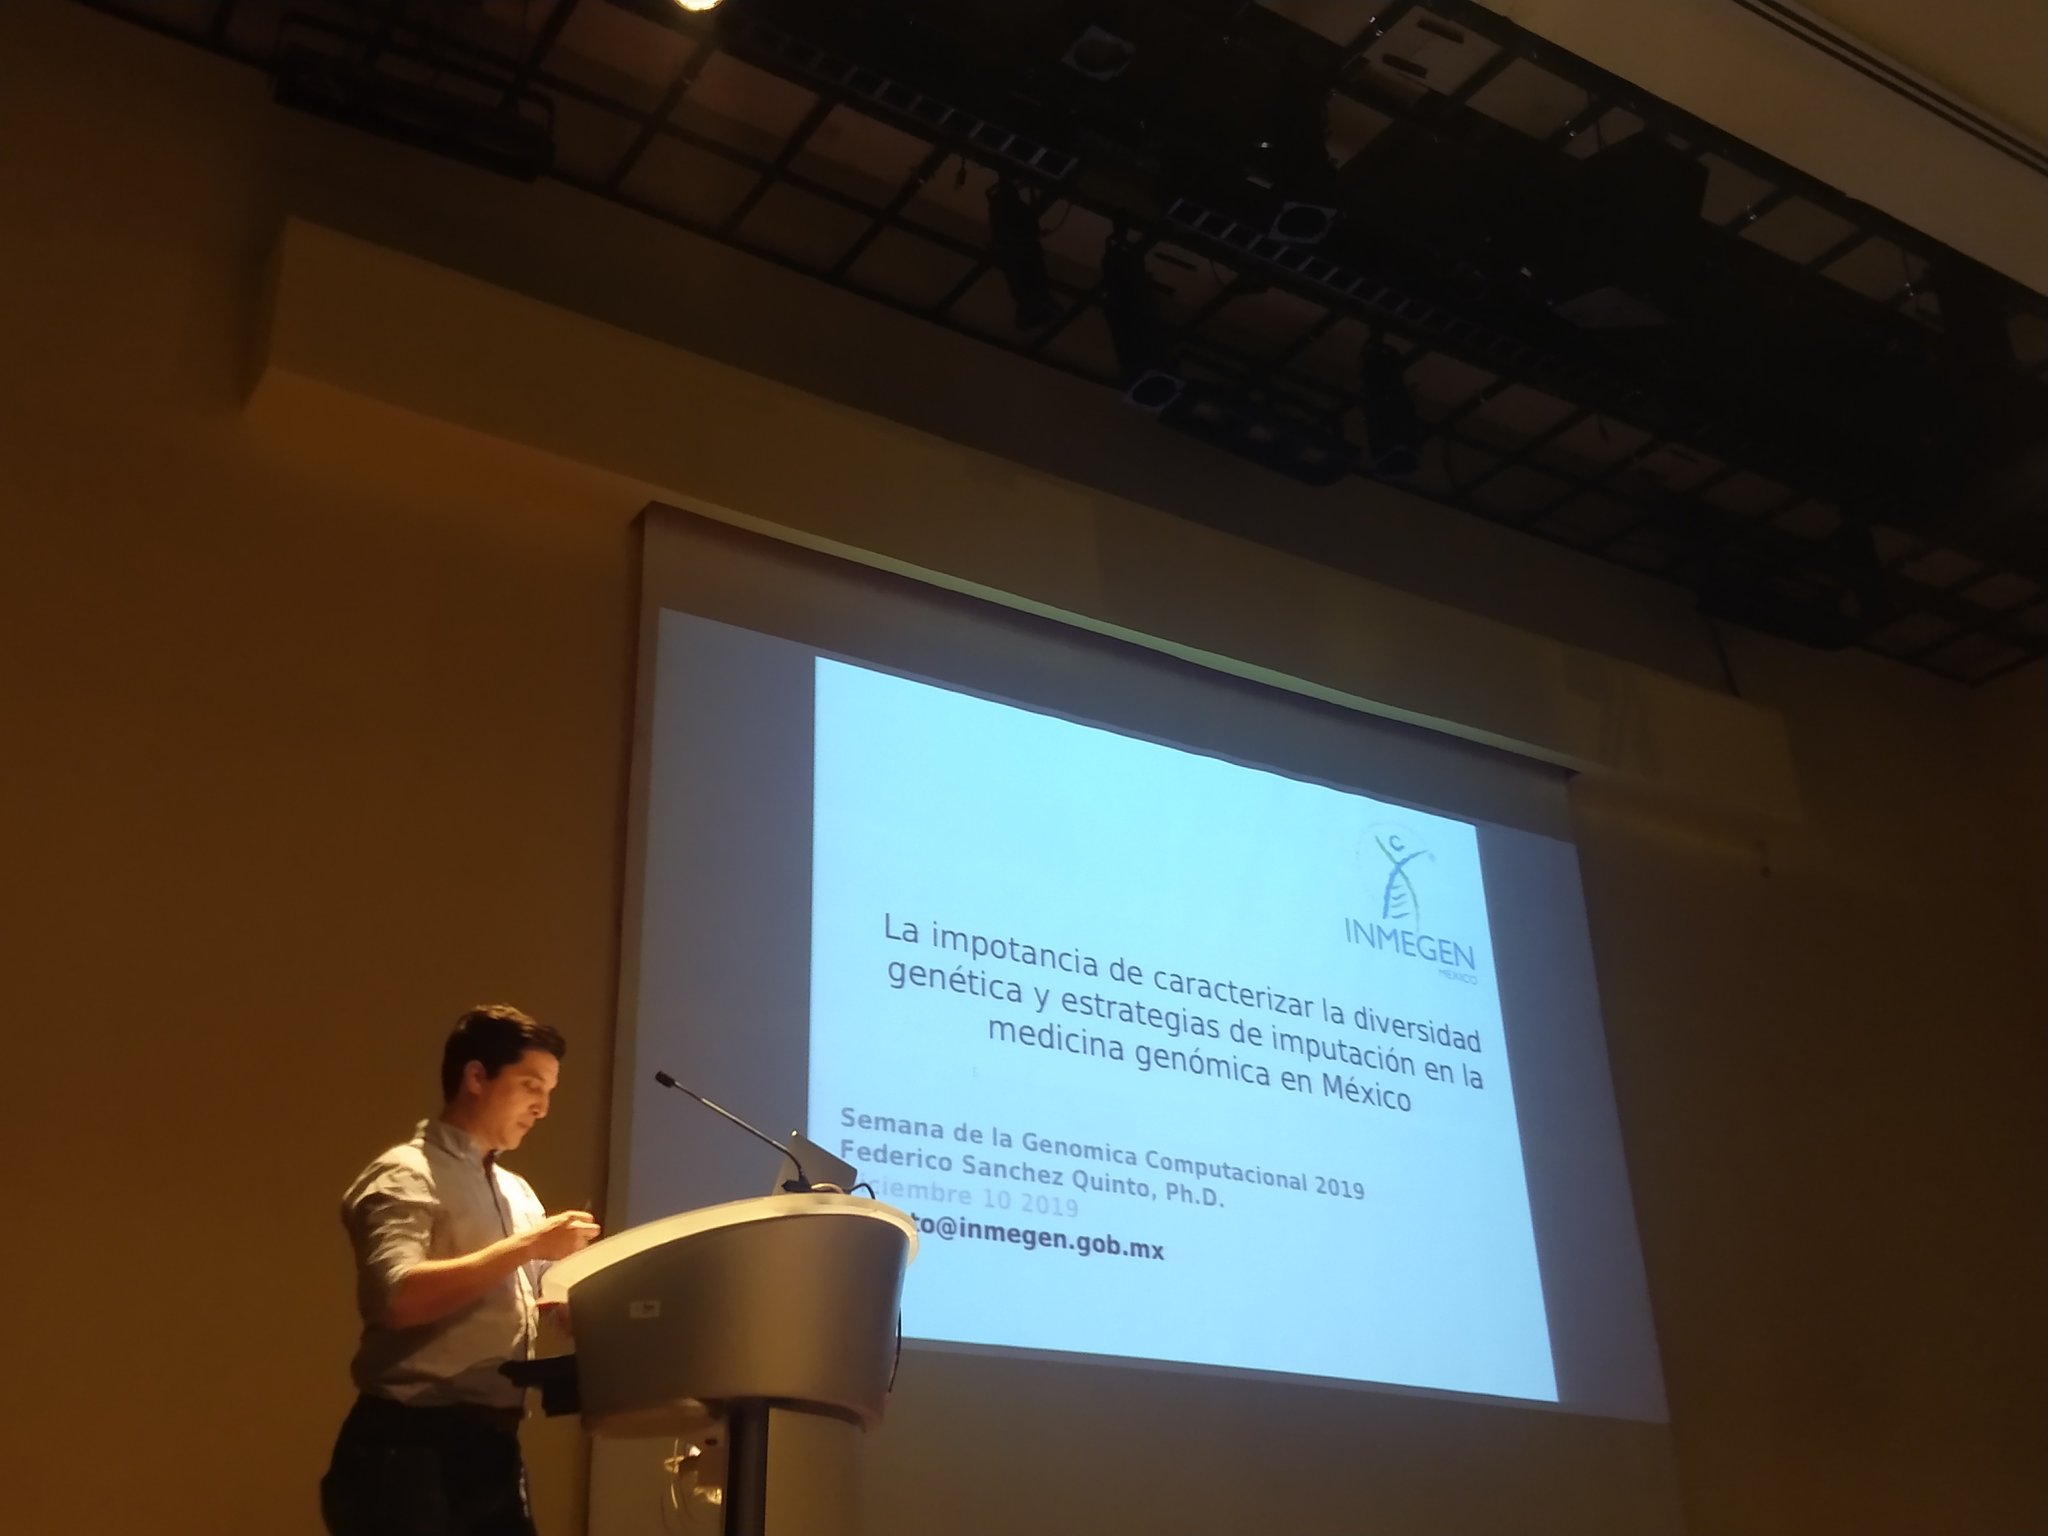 INMEGEN
MÉXICO
La impotancia de caracterizar la diversidad
genética y estrategias de imputación en la
medicina genómica en México
Semana de la Genomica Computacional 2019
Federico Sanchez Quinto, Ph.D.
iciembre 10 2019
to@inmegen.gob.mx